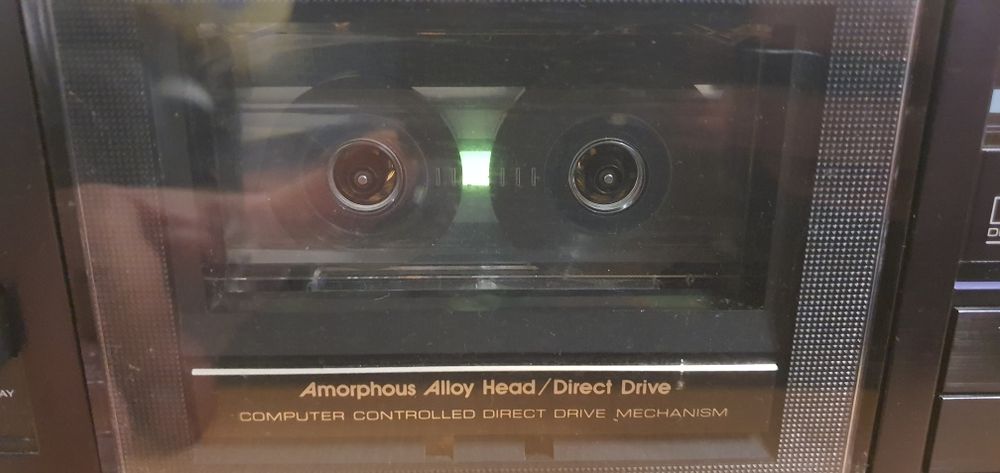 Amorphous Alloy Head/Direct Drive
COMPUTER CONTROLLED DIRECT DRIVE MECHANISM